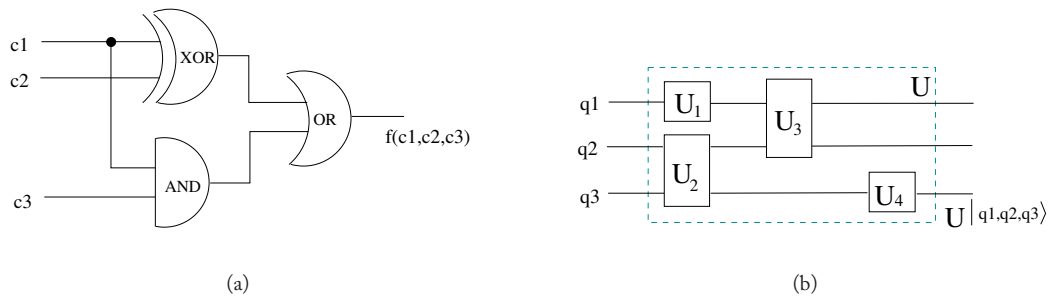 c1
c2
c3
XOR
AND
OR
f(c1,c2,c3)
(a)
q1
q2
q3
U1
U2
U3
U4
U
U|q1,q2,q3⟩
(b)